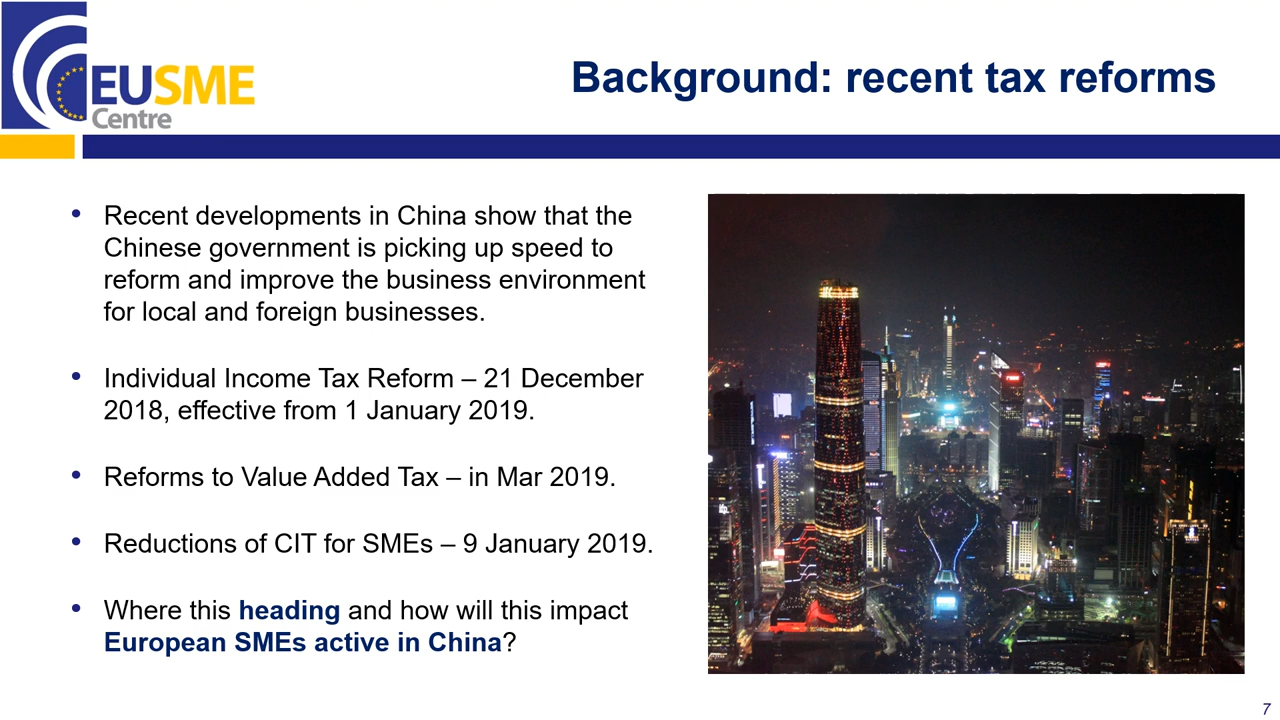 EUSME
Centre
Background: recent tax reforms
• Recent developments in China show that the
Chinese government is picking up speed to
reform and improve the business environment
for local and foreign businesses.
• Individual Income Tax Reform – 21 December
2018, effective from 1 January 2019.
• Reforms to Value Added Tax – in Mar 2019.
• Reductions of CIT for SMEs – 9 January 2019.
• Where this heading and how will this impact
European SMEs active in China?
7